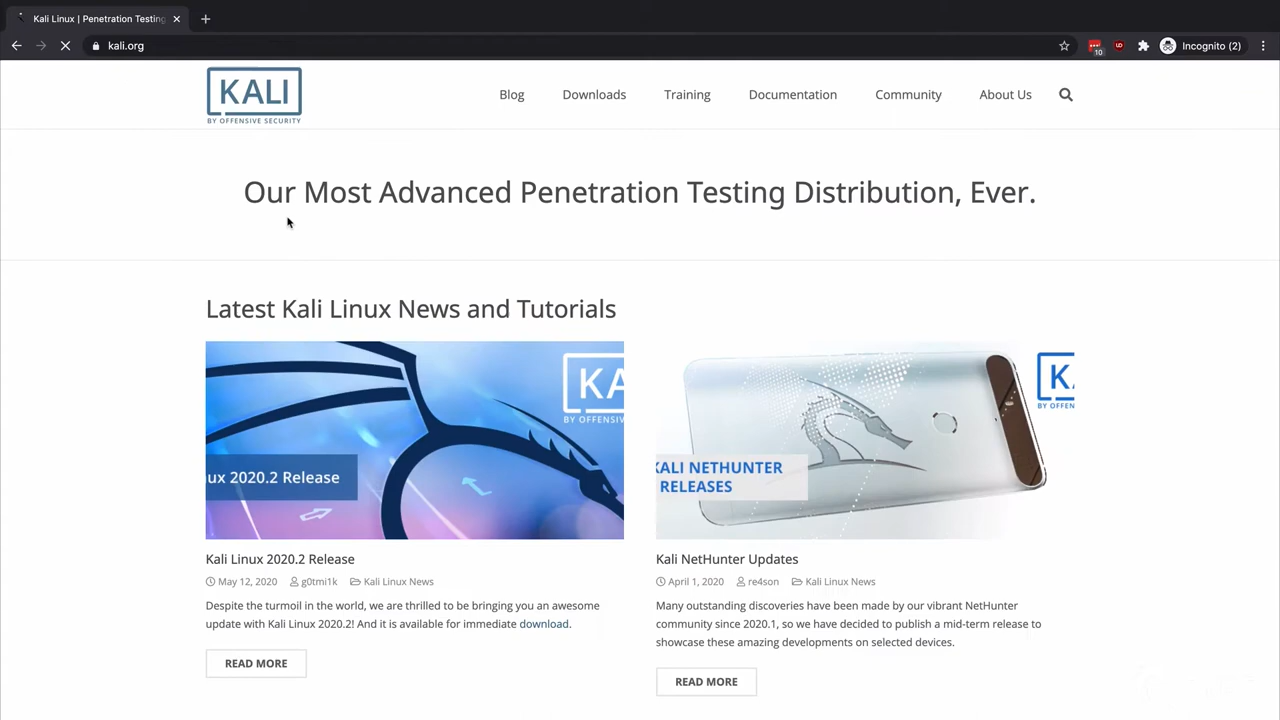 Kali Linux | Penetration Testing
kali.org
10
Incognito (2)
KALI
BY OFFENSIVE SECURITY
Blog
Downloads
Training
Documentation
Community
About Us
Our Most Advanced Penetration Testing Distribution, Ever.
Latest Kali Linux News and Tutorials
KA
BY OFFEN
ux 2020.2 Release
K
BY OFFENS
KALI NETHUNTER
RELEASES
Kali Linux 2020.2 Release
May 12, 2020 g0tmi1k Kali Linux News
Despite the turmoil in the world, we are thrilled to be bringing you an awesome
update with Kali Linux 2020.2! And it is available for immediate download.
READ MORE
Kali NetHunter Updates
April 1, 2020 re4son Kali Linux News
Many outstanding discoveries have been made by our vibrant NetHunter
community since 2020.1, so we have decided to publish a mid-term release to
showcase these amazing developments on selected devices.
READ MORE